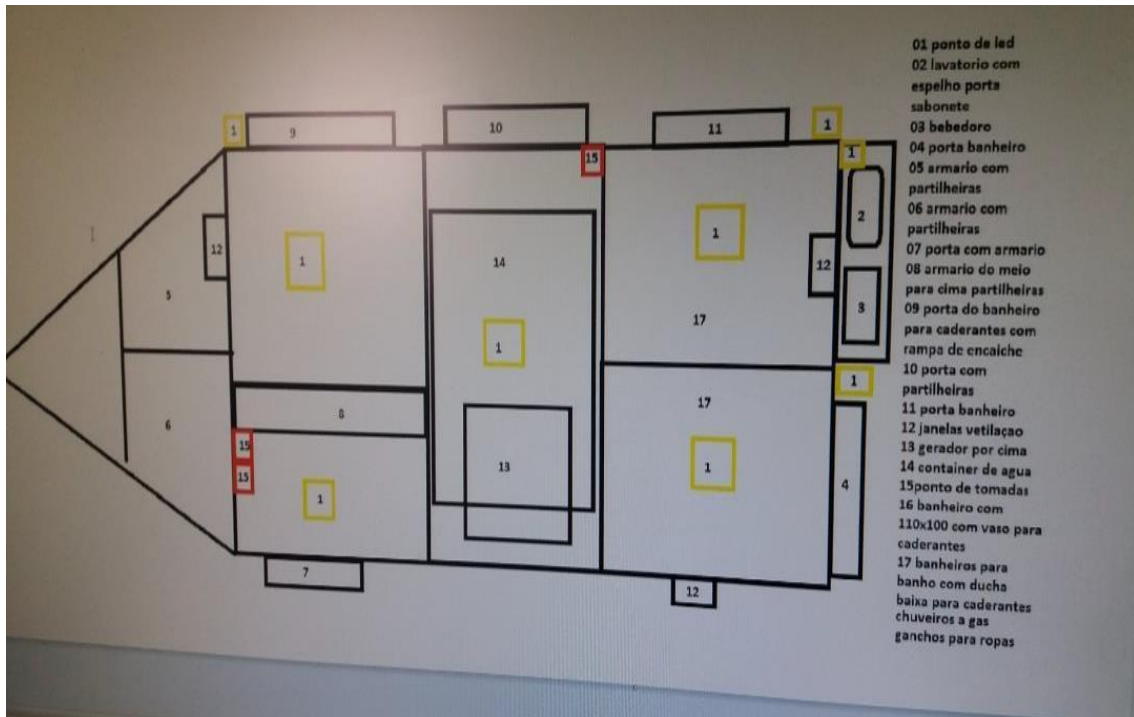 01 ponto de led
02 lavatorio com
espelho porta
sabonete
03 bebedoro
04 porta banheiro
05 armario com
partilheiras
06 armario com
partilheiras
07 porta com armario
08 armario do meio
para cima partilheiras
09 porta do banheiro
para caderantes com
rampa de encaiche
10 porta com
partilheiras
11 porta banheiro
12 janelas vetilaçao
13 gerador por cima
14 container de agua
15ponto de tomadas
16 banheiro com
110x100 com vaso para
caderantes
17 banheiros para
banho com ducha
baixa para caderantes
chuveiros a gas
ganchos para ropas
1
9
10
11
1
15
1
2
12
1
14
1
12
5
3
1
17
1
8
17
6
15
15
13
1
1
4
7
12